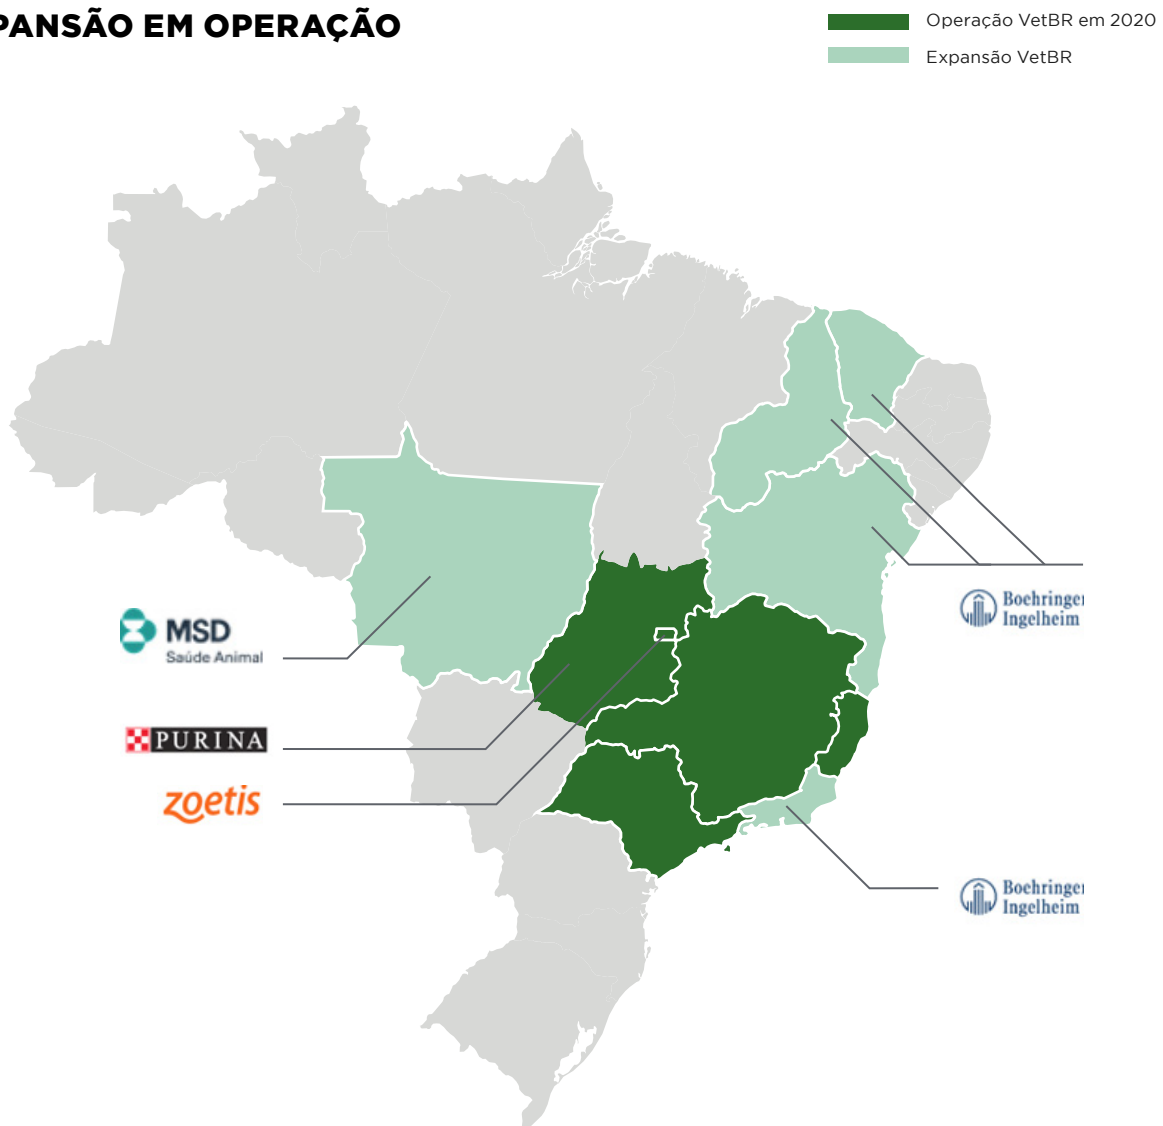 PANSÃO EM OPERAÇÃO
Operação VetBR em 2020
Expansão VetBR
MSD
Saúde Animal
PURINA
zoetis
Boehringer
Ingelheim
Boehringer
Ingelheim